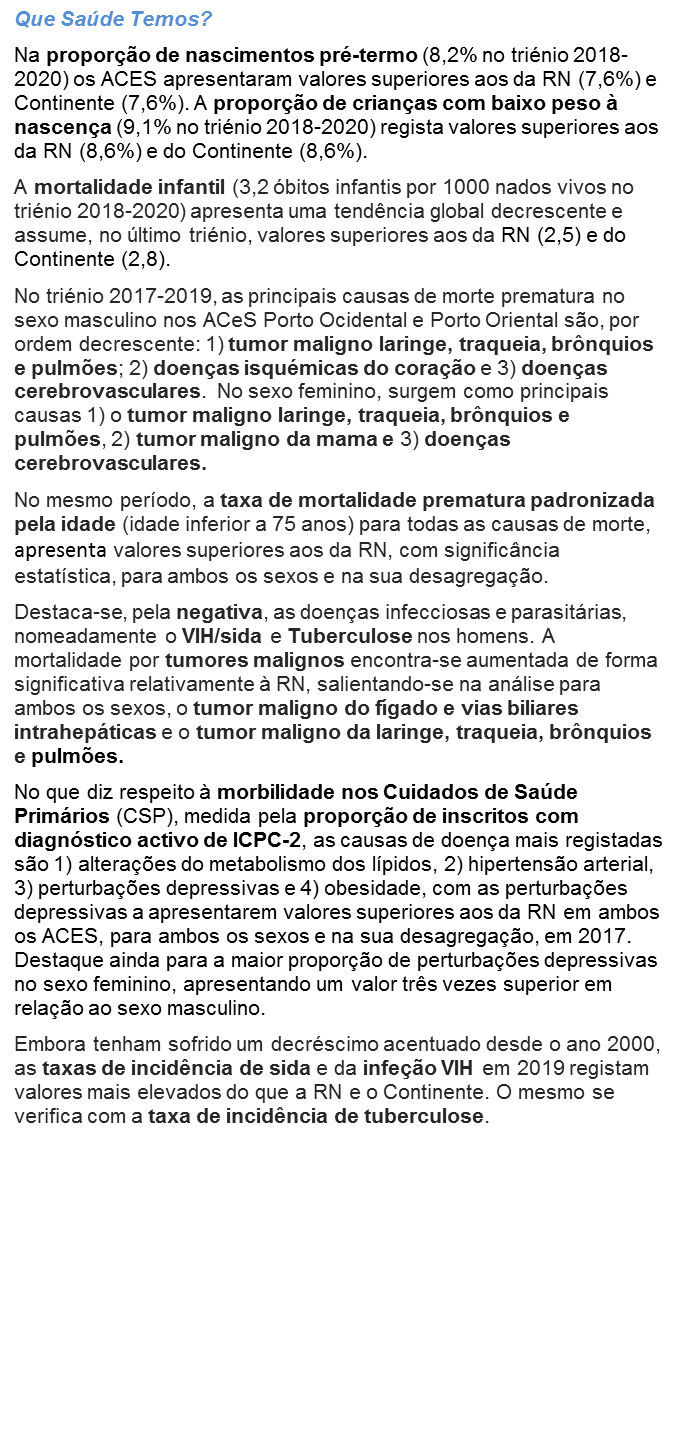 Que Saúde Temos?
Na proporção de nascimentos pré-termo (8,2% no triénio 2018-
2020) os ACES apresentaram valores superiores aos da RN (7,6%) e
Continente (7,6%). A proporção de crianças com baixo peso à
nascença (9,1% no triénio 2018-2020) regista valores superiores aos
da RN (8,6%) e do Continente (8,6%).
A mortalidade infantil (3,2 óbitos infantis por 1000 nados vivos no
triénio 2018-2020) apresenta uma tendência global decrescente e
assume, no último triénio, valores superiores aos da RN (2,5) e do
Continente (2,8).
No triénio 2017-2019, as principais causas de morte prematura no
sexo masculino nos ACeS Porto Ocidental e Porto Oriental são, por
ordem decrescente: 1) tumor maligno laringe, traqueia, brônquios
e pulmões; 2) doenças isquémicas do coração e 3) doenças
cerebrovasculares. No sexo feminino, surgem como principais
causas 1) o tumor maligno laringe, traqueia, brônquios e
pulmões, 2) tumor maligno da mama e 3) doenças
cerebrovasculares.
No mesmo período, a taxa de mortalidade prematura padronizada
pela idade (idade inferior a 75 anos) para todas as causas de morte,
apresenta valores superiores aos da RN, com significância
estatística, para ambos os sexos e na sua desagregação.
Destaca-se, pela negativa, as doenças infecciosas e parasitárias,
nomeadamente o VIH/sida e Tuberculose nos homens. A
mortalidade por tumores malignos encontra-se aumentada de forma
significativa relativamente à RN, salientando-se na análise para
ambos os sexos, o tumor maligno do fígado e vias biliares
intrahepáticas e o tumor maligno da laringe, traqueia, brônquios
e pulmões.
No que diz respeito à morbilidade nos Cuidados de Saúde
Primários (CSP), medida pela proporção de inscritos com
diagnóstico activo de ICPC-2, as causas de doença mais registadas
são 1) alterações do metabolismo dos lípidos, 2) hipertensão arterial,
3) perturbações depressivas e 4) obesidade, com as perturbações
depressivas a apresentarem valores superiores aos da RN em ambos
os ACES, para ambos os sexos e na sua desagregação, em 2017.
Destaque ainda para a maior proporção de perturbações depressivas
no sexo feminino, apresentando um valor três vezes superior em
relação ao sexo masculino.
Embora tenham sofrido um decréscimo acentuado desde o ano 2000,
as taxas de incidência de sida e da infeção VIH em 2019 registam
valores mais elevados do que a RN e o Continente. O mesmo se
verifica com a taxa de incidência de tuberculose.